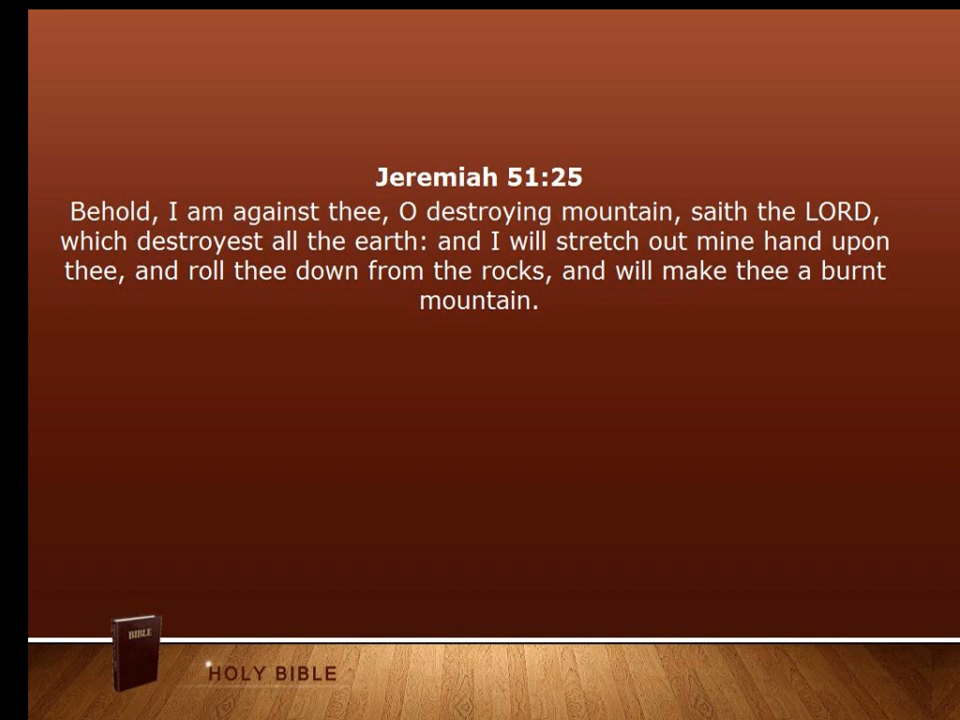 Jeremiah 51:25
Behold, I am against thee, O destroying mountain, saith the LORD,
which destroyest all the earth: and I will stretch out mine hand upon
thee, and roll thee down from the rocks, and will make thee a burnt
mountain.
BIBLE
HOLY BIBLE